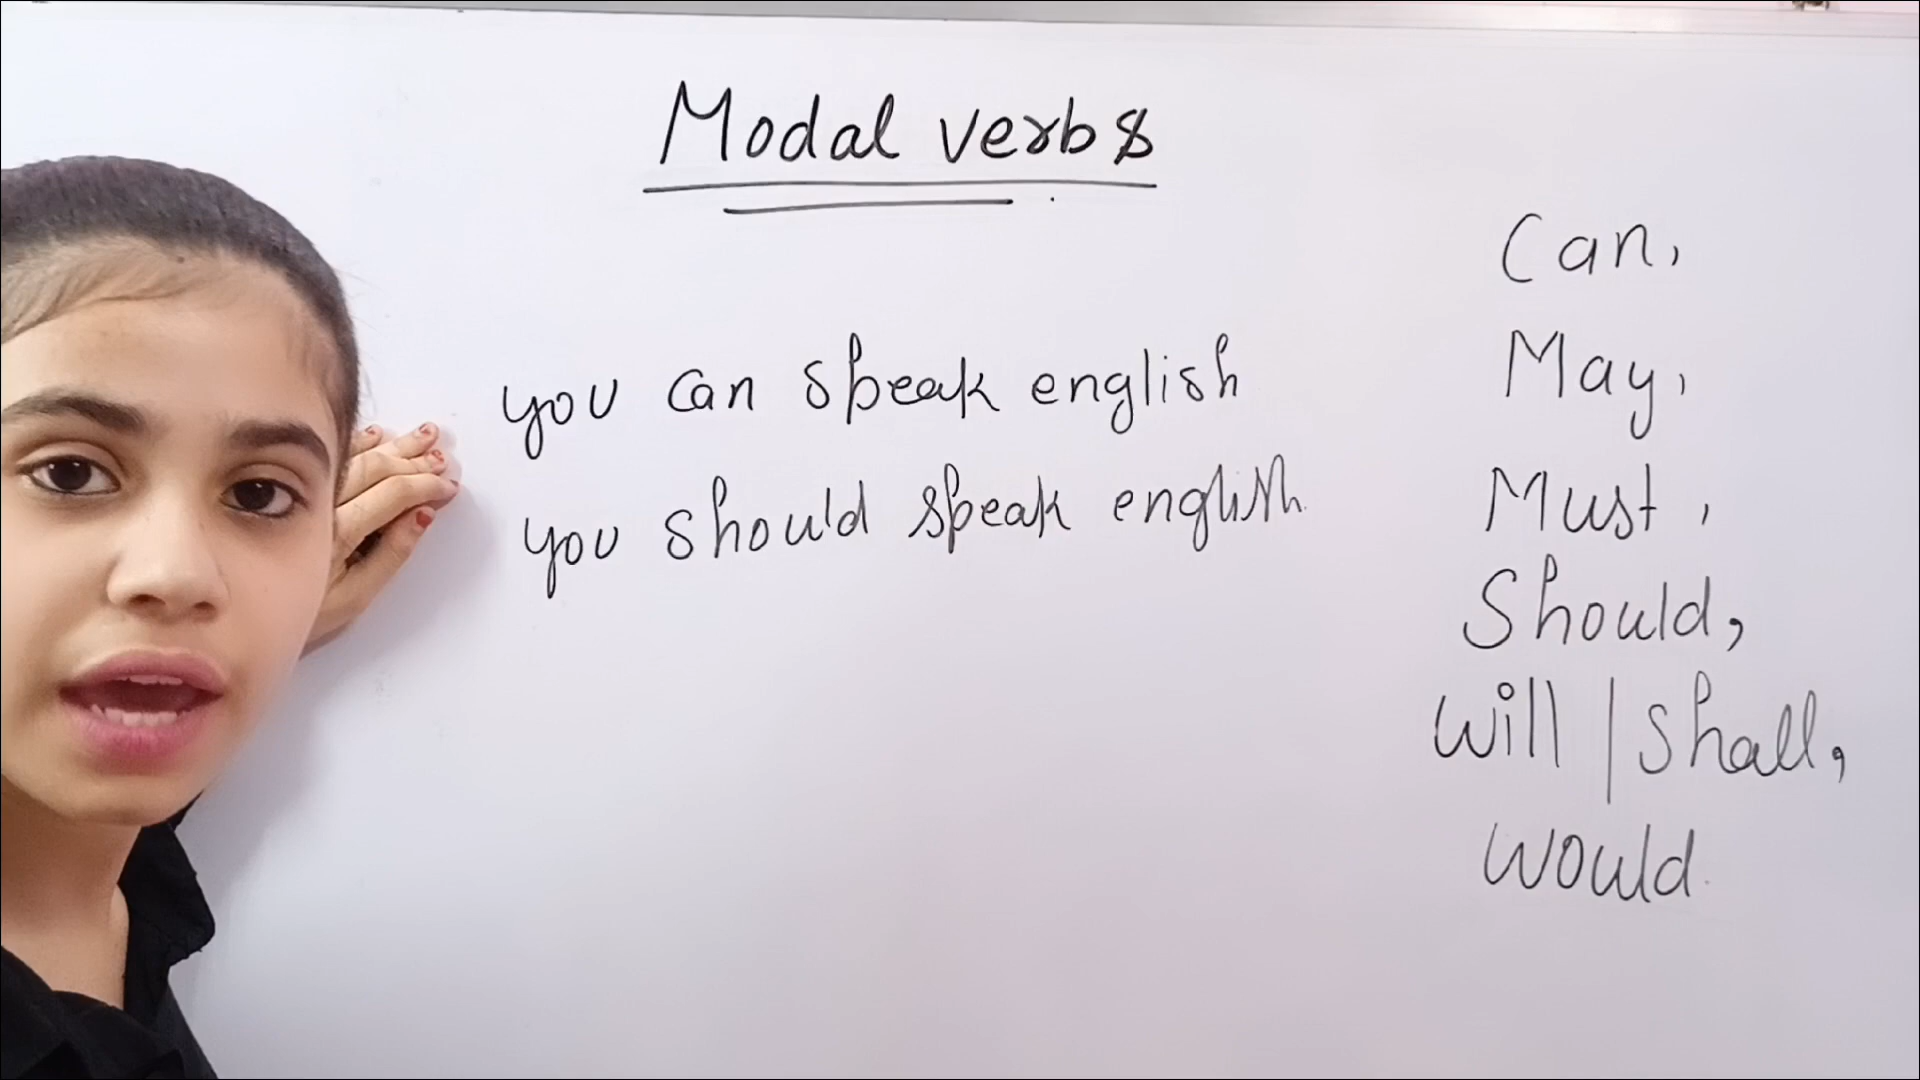 Modal verbs
you can speak english
you should speak english
Can,
May,
Must,
Should,
Will | Shall,
Would.